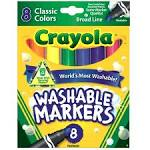 8 Classic Colors
Broad Line
Crayola
World's Most Washable!
WASHABLE
MARKERS
8